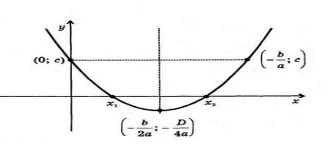 y
(0; c)
(-b/a; c)
x₁
x₂
x
(-b/2a; -D/4a)